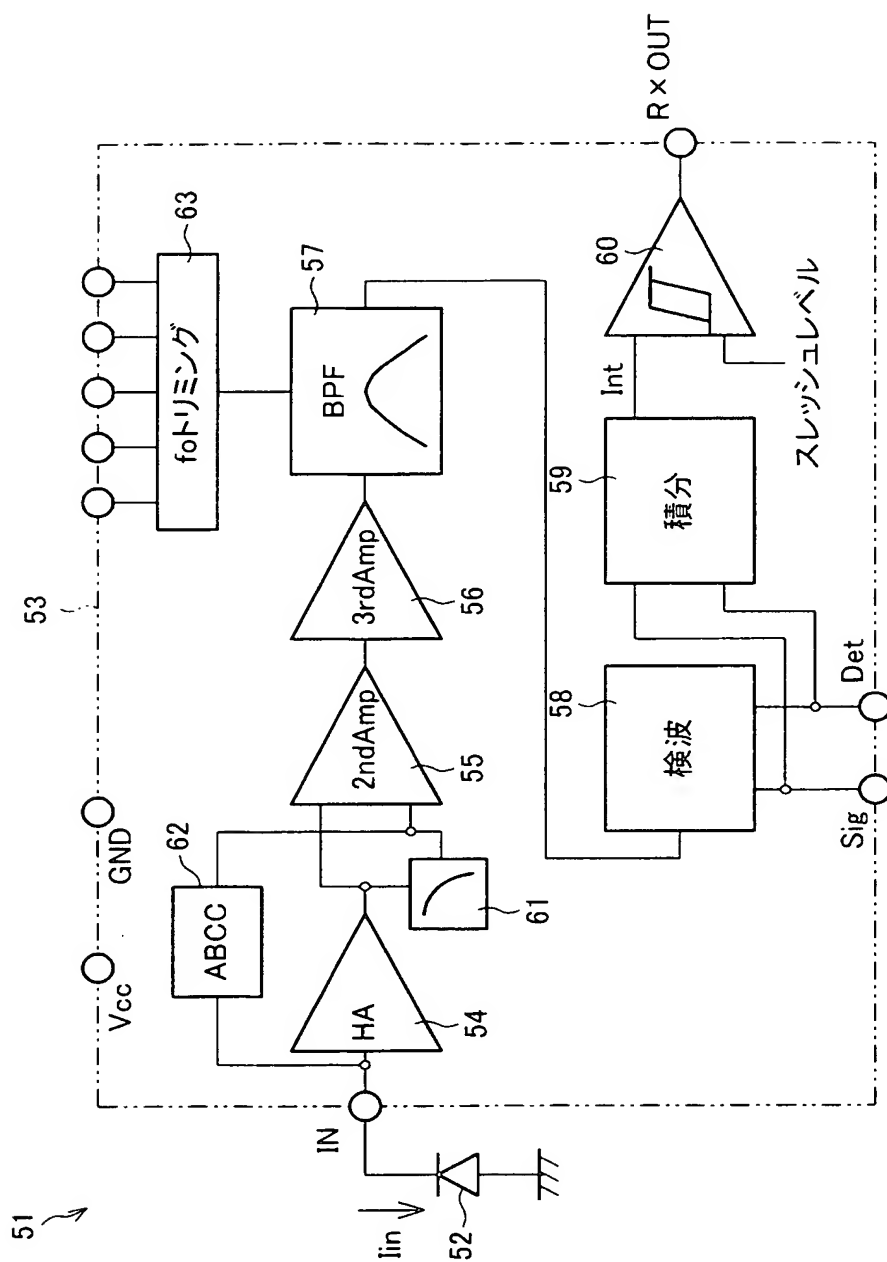 51
53
Vcc
GND
62
ABCC
63
foトリミング
IN
Iin
52
HA
54
61
2ndAmp
55
3rdAmp
56
57
BPF
58
検波
59
積分
Int
60
R×OUT
スレッシュレベル
Sig
Det